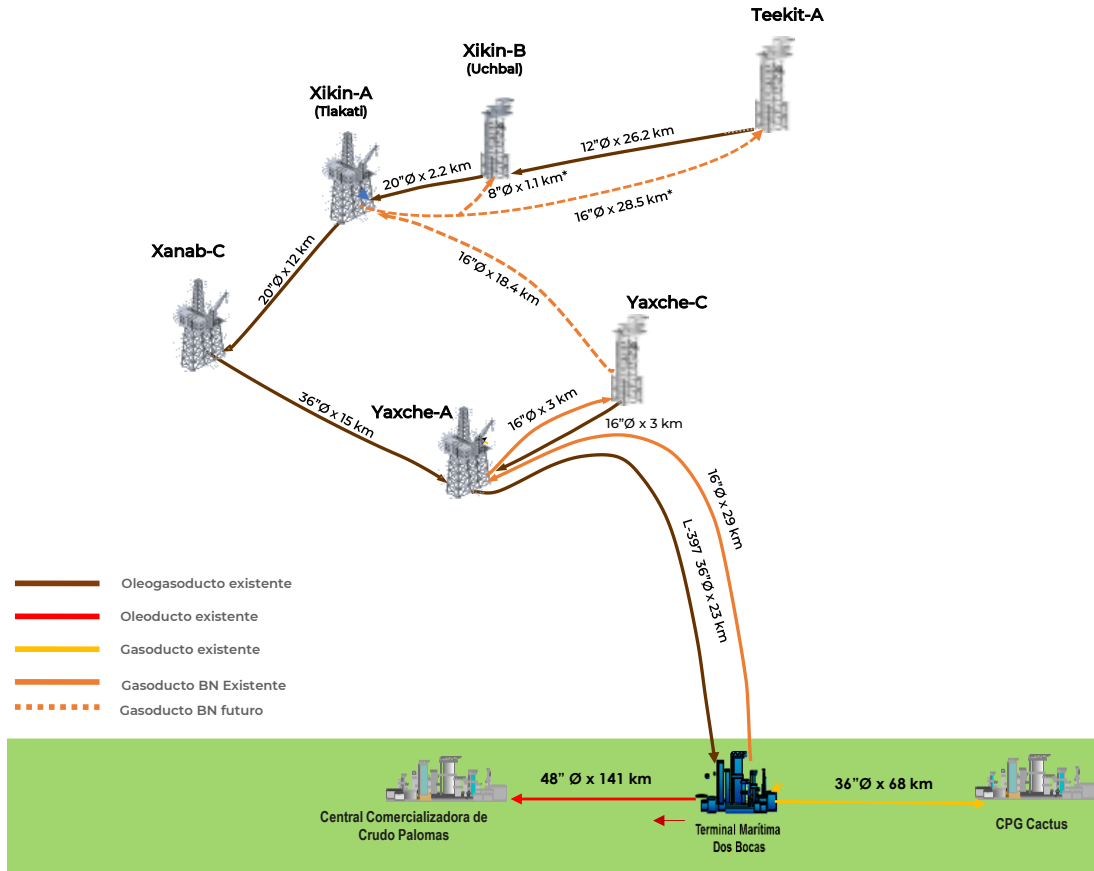 Teekit-A
Xikin-B
(Uchbal)
Xikin-A
(Tlakati)
12”Ø x 26.2 km
20”Ø x 2.2 km
8”Ø x 1.1 km*
16”Ø x 28.5 km*
Xanab-C
20”Ø x 12 km
16”Ø x 18.4 km
Yaxche-C
36”Ø x 15 km
Yaxche-A
16”Ø x 3 km
16”Ø x 3 km
16”Ø x 29 km
L-397 36”Ø x 23 km
Oleogasoducto existente
Oleoducto existente
Gasoducto existente
Gasoducto BN Existente
Gasoducto BN futuro
48” Ø x 141 km
36”Ø x 68 km
Central Comercializadora de
Crudo Palomas
Terminal Marítima
Dos Bocas
CPG Cactus